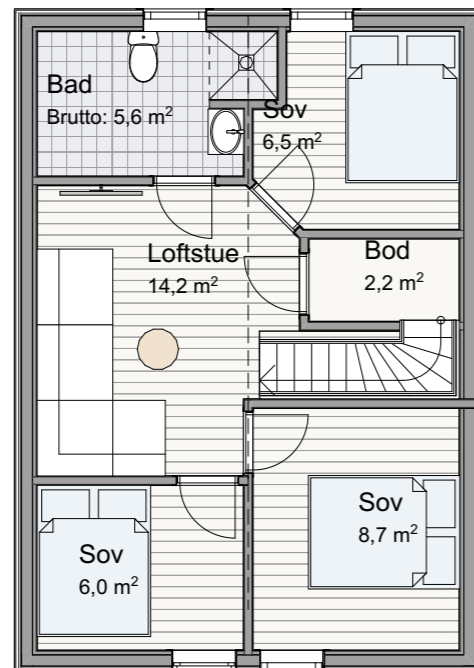 Bad
Brutto: 5,6 m²
Sov
6,5 m²
Loftstue
14,2 m²
Bod
2,2 m²
Sov
8,7 m²
Sov
6,0 m²